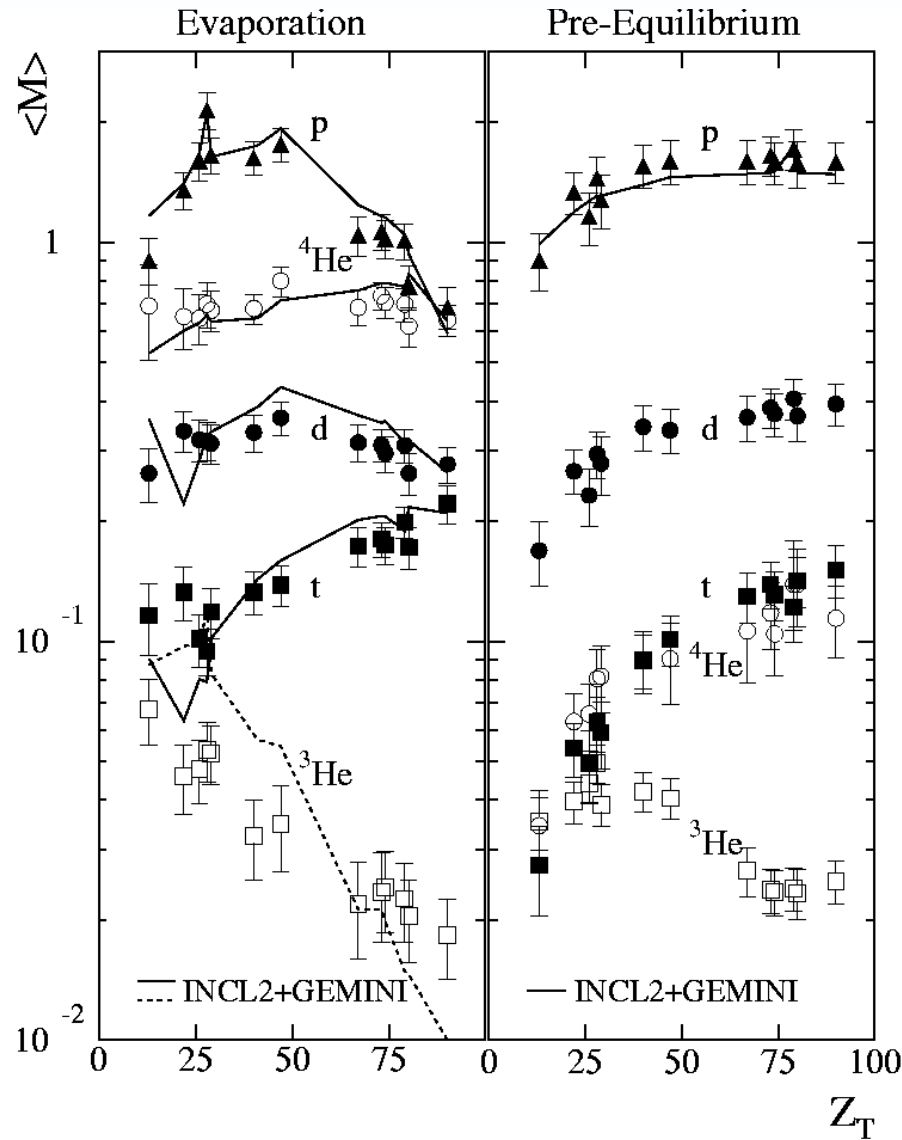 Evaporation
Pre-Equilibrium
<M>
1
10 -1
10 -2
p
4He
d
t
3He
INCL2+GEMINI
p
d
t
4He
3He
INCL2+GEMINI
0 25 50 75
0 25 50 75 100
ZT